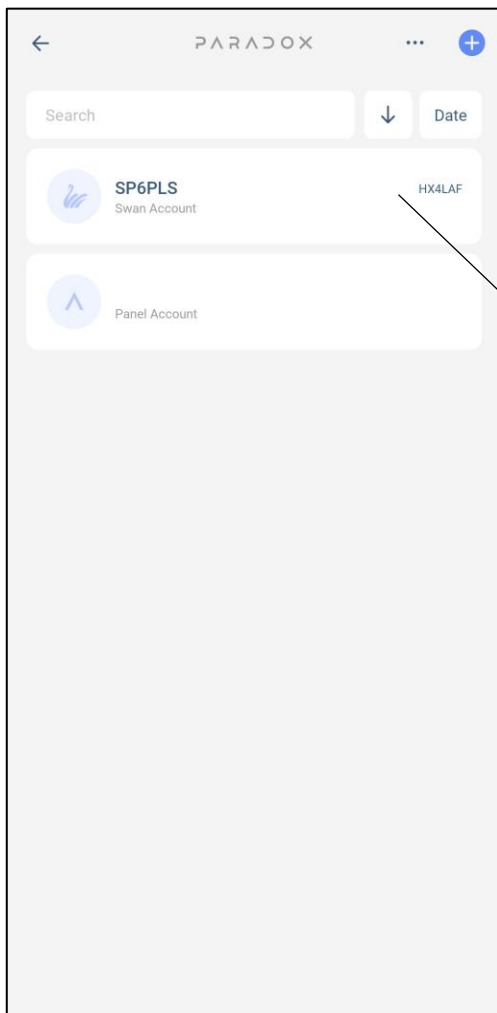 PARADOX
Search
Date
SP6PLS
HX4LAF
Swan Account
Panel Account